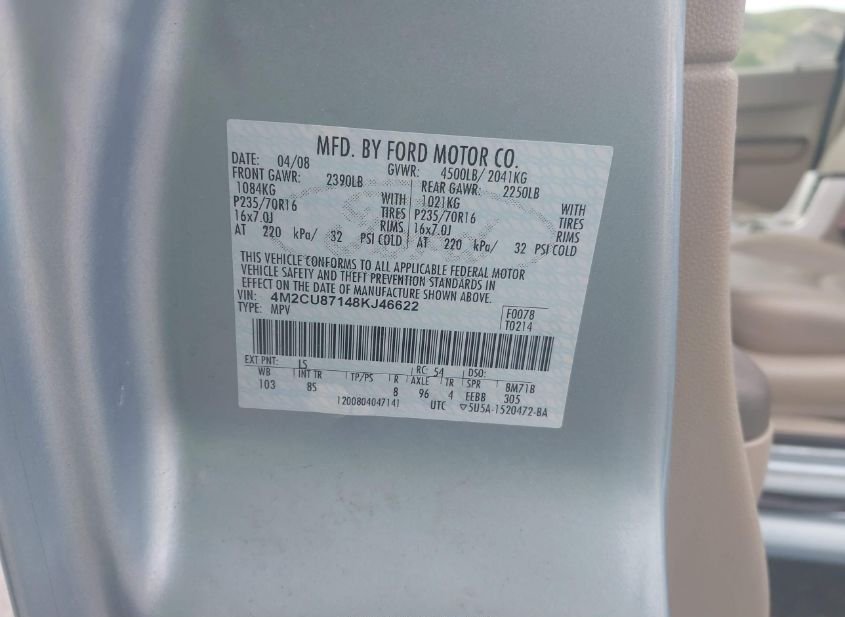 MFD. BY FORD MOTOR CO.
DATE: 04/08 GVWR: 4500LB/ 2041KG
FRONT GAWR: 2390LB REAR GAWR: 2250LB
1084KG WITH 1021KG WITH
P235/70R16 TIRES P235/70R16 TIRES
16x7.0J RIMS 16x7.0J RIMS
AT 220 kPa/ 32 PSI COLD AT 220 kPa/ 32 PSI COLD
THIS VEHICLE CONFORMS TO ALL APPLICABLE FEDERAL MOTOR
VEHICLE SAFETY AND THEFT PREVENTION STANDARDS IN
EFFECT ON THE DATE OF MANUFACTURE SHOWN ABOVE.
VIN: 4M2CU87148KJ46622 F0078
TYPE: MPV T0214
EXT PNT: LS RC: 54 DSO:
WB INT TR TP/PS R AXLE TR SPR BM71B
103 85 8 96 4 EEBB 305
1200804047141 UTC ▽5U5A-1520472-BA